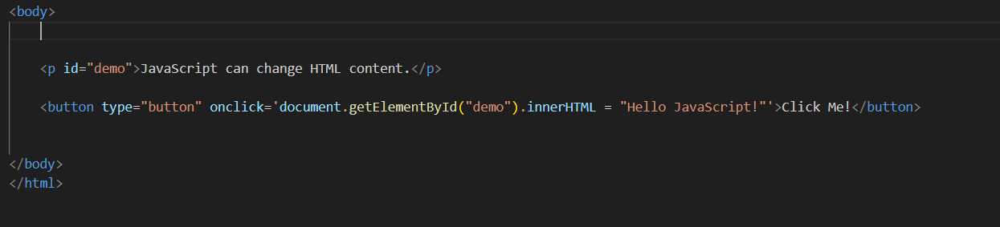 <body>
<p id="demo">JavaScript can change HTML content.</p>
<button type="button" onclick='document.getElementById("demo").innerHTML = "Hello JavaScript!"'>Click Me!</button>
</body>
</html>